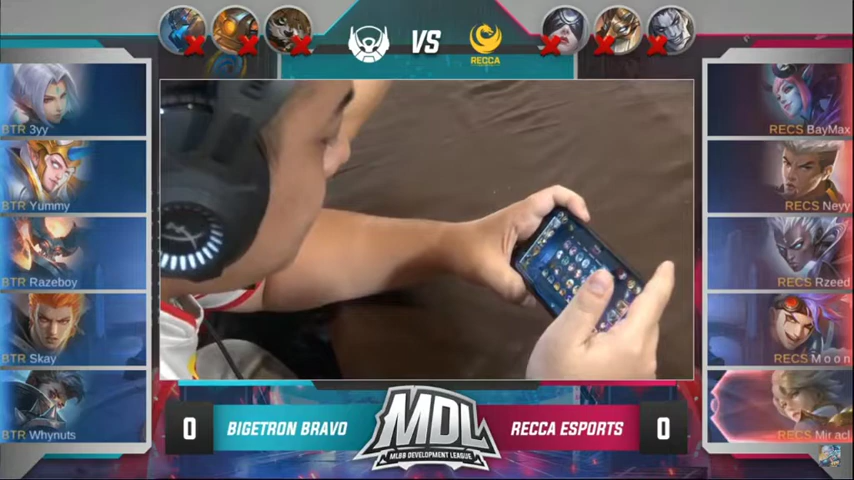 VS
RECCA
BTR 3yy
RECS BayMax
BTR Yummy
RECS Neyy
BTR Razeboy
RECS Rzeed
BTR Skay
RECS M o o n
BTR Whynuts
RECS Mir acl
0
BIGETRON BRAVO
MDL
MLBB DEVELOPMENT LEAGUE
RECCA ESPORTS
0